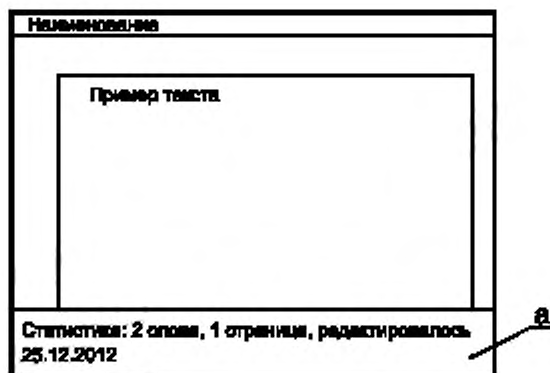 Наименование
Пример текста
Статистика: 2 слова, 1 страница, редактировалось
25.12.2012
a